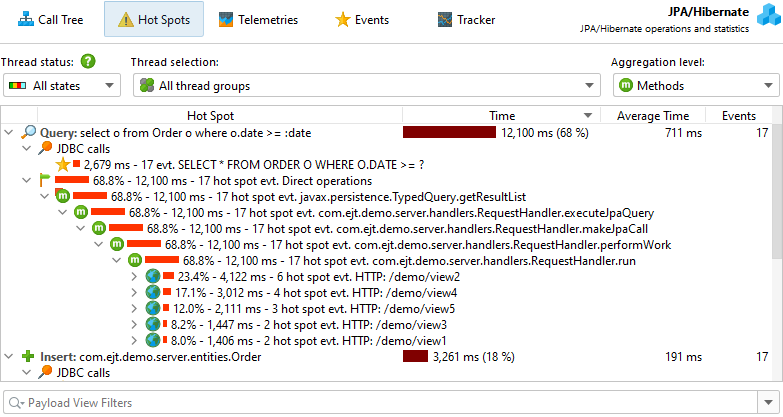 Call Tree
Hot Spots
Telemetries
Events
Tracker
JPA/Hibernate
JPA/Hibernate operations and statistics
Thread status: ?
Thread selection:
Aggregation level:
All states
All thread groups
m Methods
Hot Spot Time Average Time Events
Query: select o from Order o where o.date >= :date 12,100 ms (68 %) 711 ms 17
JDBC calls
2,679 ms - 17 evt. SELECT * FROM ORDER O WHERE O.DATE >= ?
68.8% - 12,100 ms - 17 hot spot evt. Direct operations
m 68.8% - 12,100 ms - 17 hot spot evt. javax.persistence.TypedQuery.getResultList
m 68.8% - 12,100 ms - 17 hot spot evt. com.ejt.demo.server.handlers.RequestHandler.executeJpaQuery
m 68.8% - 12,100 ms - 17 hot spot evt. com.ejt.demo.server.handlers.RequestHandler.makeJpaCall
m 68.8% - 12,100 ms - 17 hot spot evt. com.ejt.demo.server.handlers.RequestHandler.performWork
m 68.8% - 12,100 ms - 17 hot spot evt. com.ejt.demo.server.handlers.RequestHandler.run
23.4% - 4,122 ms - 6 hot spot evt. HTTP: /demo/view2
17.1% - 3,012 ms - 4 hot spot evt. HTTP: /demo/view4
12.0% - 2,111 ms - 3 hot spot evt. HTTP: /demo/view5
8.2% - 1,447 ms - 2 hot spot evt. HTTP: /demo/view3
8.0% - 1,406 ms - 2 hot spot evt. HTTP: /demo/view1
Insert: com.ejt.demo.server.entities.Order 3,261 ms (18 %) 191 ms 17
JDBC calls
Payload View Filters